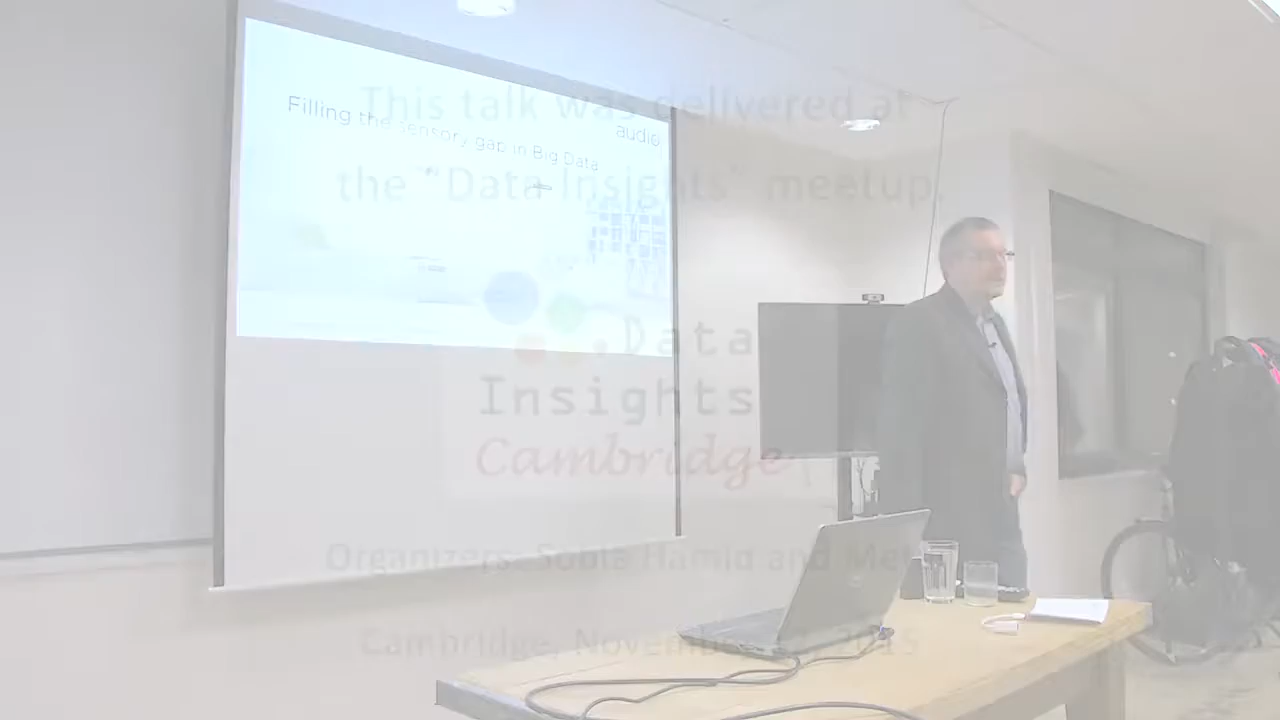 This talk was delivered at
the "Data Insights" meetup.
Filling the sensory gap in Big Data
audio
.Data
Insights
Cambridge
Organizers: Sobia Hamid and
Cambridge, November 2015